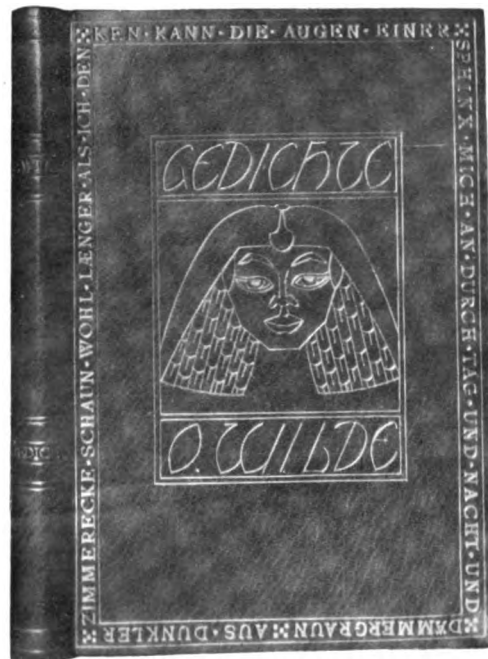 KEN·KANN·DIE·AUGEN·EINER
SPHINX·MICH·AN·DURCH·TAG·UND·NACHT·UND
DÄMMERGRAUN AUS·DUNKLER
ZIMMERECKE·SCHAUN·WOHL·LÆNGER·ALS·ICH·DEN
GEDICHTE
O. WILDE